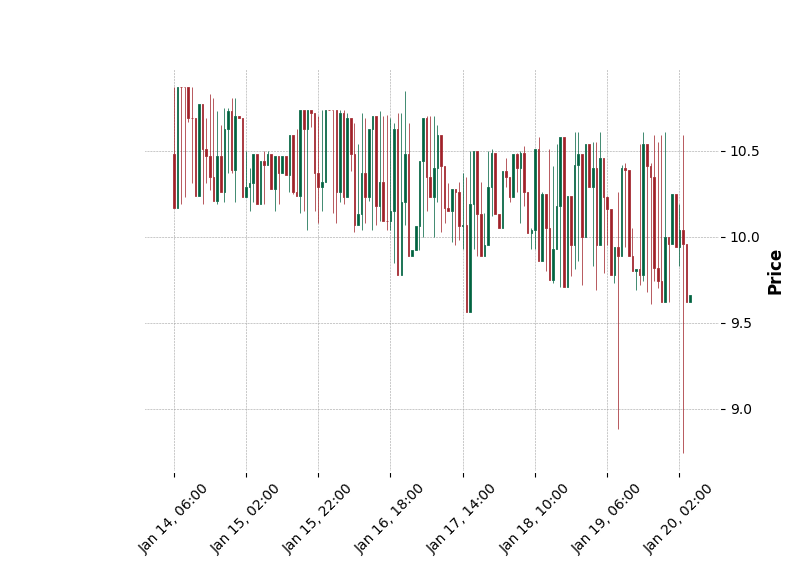 10.5
10.0
9.5
9.0
Price
Jan 14, 06:00
Jan 15, 02:00
Jan 15, 22:00
Jan 16, 18:00
Jan 17, 14:00
Jan 18, 10:00
Jan 19, 06:00
Jan 20, 02:00